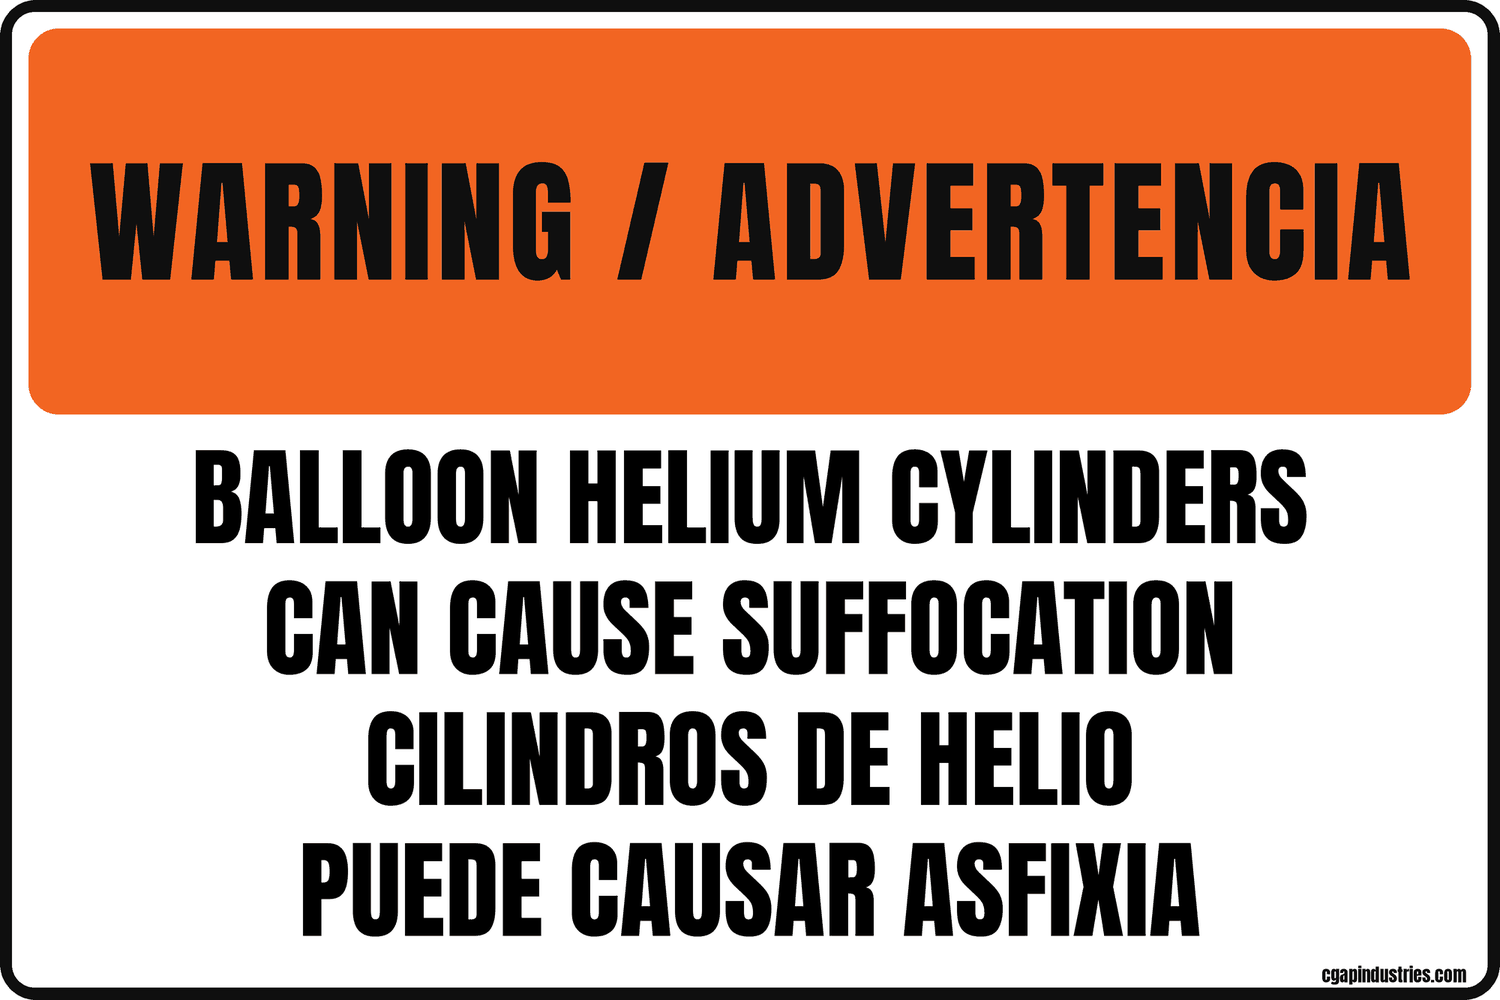 WARNING / ADVERTENCIA
BALLOON HELIUM CYLINDERS
CAN CAUSE SUFFOCATION
CILINDROS DE HELIO
PUEDE CAUSAR ASFIXIA
cgapindustries.com